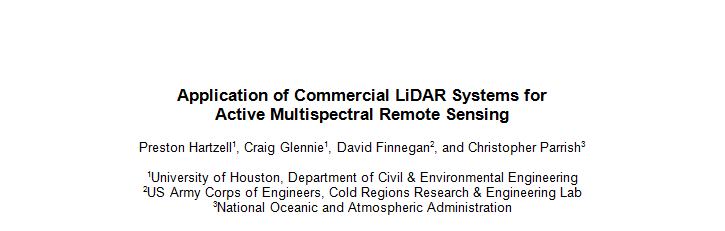 Application of Commercial LiDAR Systems for
Active Multispectral Remote Sensing
Preston Hartzell¹, Craig Glennie¹, David Finnegan², and Christopher Parrish³
¹University of Houston, Department of Civil & Environmental Engineering
²US Army Corps of Engineers, Cold Regions Research & Engineering Lab
³National Oceanic and Atmospheric Administration